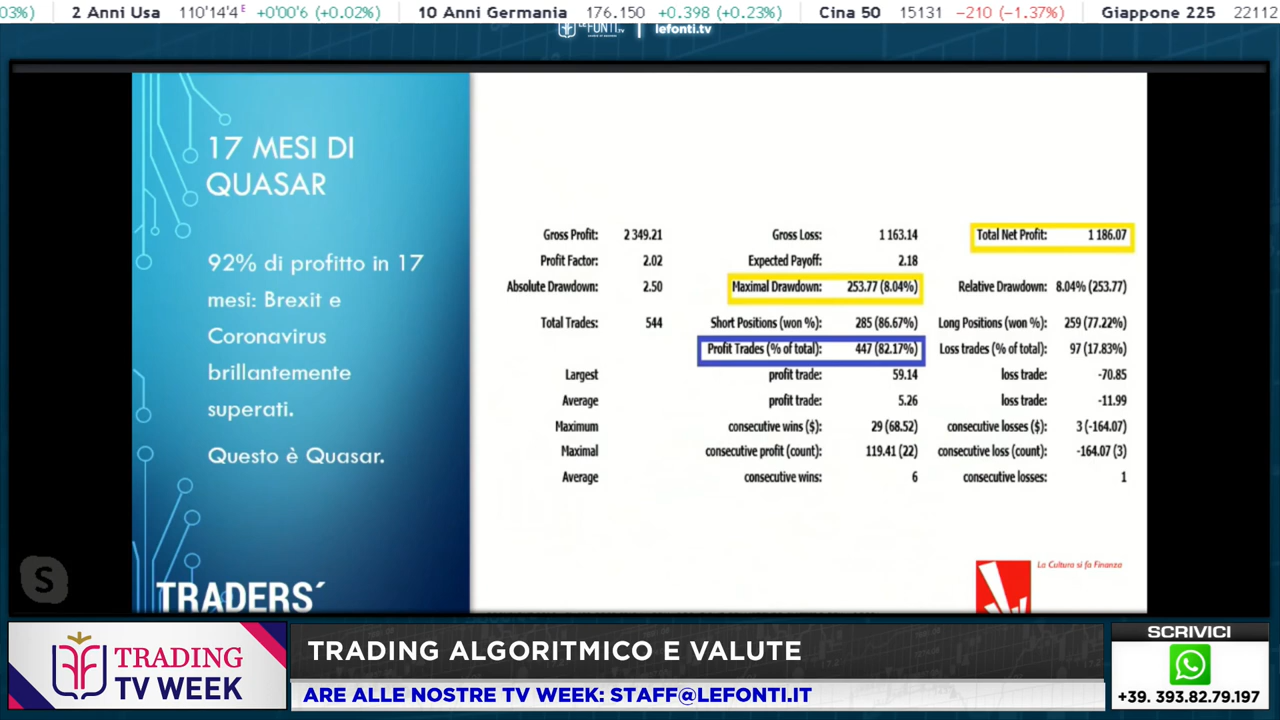 03%) 2 Anni Usa 110'14'4 E +0'00'6 (+0.02%) 10 Anni Germania 176.150 +0.398 (+0.23%) Cina 50 15131 −210 (−1.37%) Giappone 225 22112
LE FONTI.TV lefonti.tv
17 MESI DI
QUASAR
92% di profitto in 17
mesi: Brexit e
Coronavirus
brillantemente
superati.
Questo è Quasar.
Gross Profit: 2 349.21 Gross Loss: 1 163.14 Total Net Profit: 1 186.07
Profit Factor: 2.02 Expected Payoff: 2.18
Absolute Drawdown: 2.50 Maximal Drawdown: 253.77 (8.04%) Relative Drawdown: 8.04% (253.77)
Total Trades: 544 Short Positions (won %): 285 (86.67%) Long Positions (won %): 259 (77.22%)
Profit Trades (% of total): 447 (82.17%) Loss trades (% of total): 97 (17.83%)
Largest profit trade: 59.14 loss trade: -70.85
Average profit trade: 5.26 loss trade: -11.99
Maximum consecutive wins ($): 29 (68.52) consecutive losses ($): 3 (-164.07)
Maximal consecutive profit (count): 119.41 (22) consecutive loss (count): -164.07 (3)
Average consecutive wins: 6 consecutive losses: 1
La Cultura si fa Finanza
S
TRADERS´
TRADING
TV WEEK
TRADING ALGORITMICO E VALUTE
ARE ALLE NOSTRE TV WEEK: STAFF@LEFONTI.IT
SCRIVICI
+39. 393.82.79.197